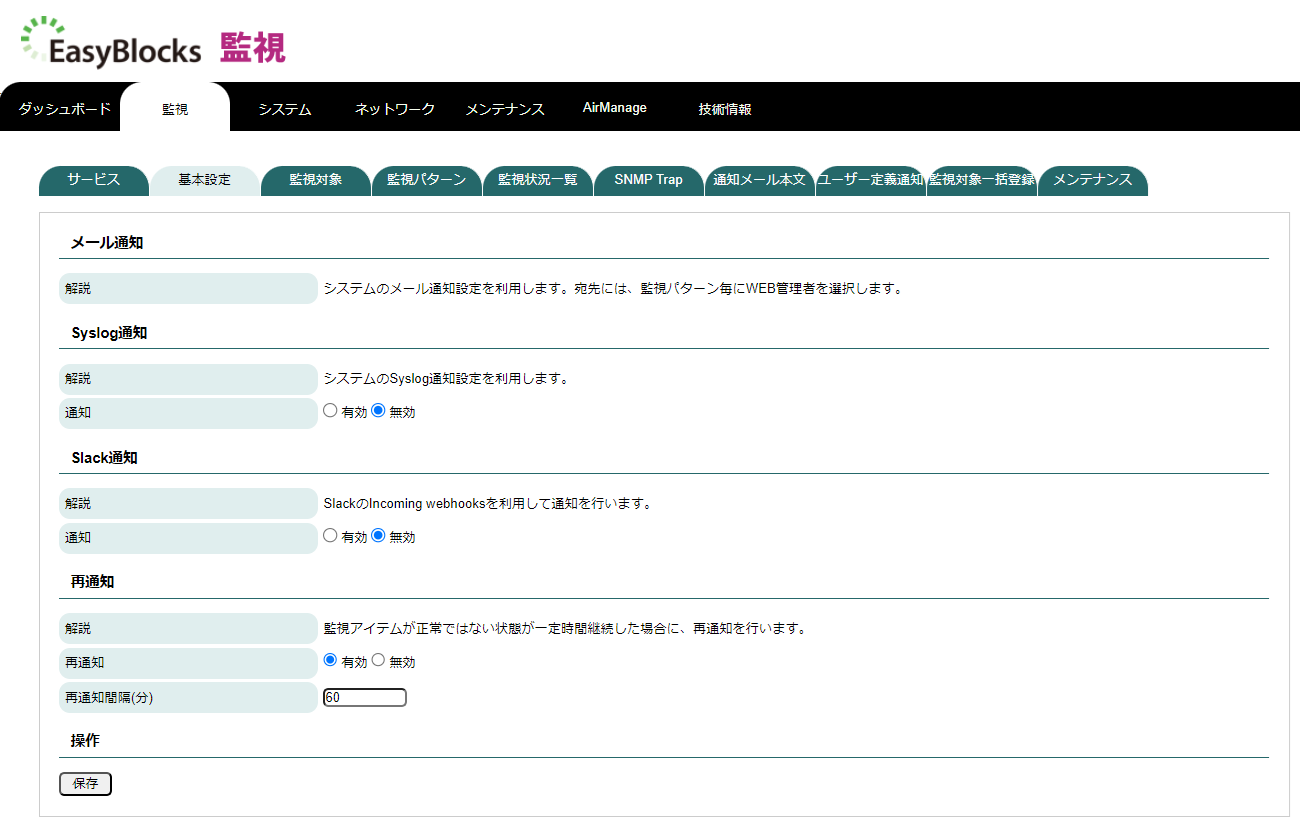 EasyBlocks 監視
ダッシュボード 監視 システム ネットワーク メンテナンス AirManage 技術情報
サービス 基本設定 監視対象 監視パターン 監視状況一覧 SNMP Trap 通知メール本文 ユーザー定義通知 監視対象一括登録 メンテナンス
メール通知
解説 システムのメール通知設定を利用します。宛先には、監視パターン毎にWEB管理者を選択します。
Syslog通知
解説 システムのSyslog通知設定を利用します。
通知 有効 無効
Slack通知
解説 SlackのIncoming webhooksを利用して通知を行います。
通知 有効 無効
再通知
解説 監視アイテムが正常ではない状態が一定時間継続した場合に、再通知を行います。
再通知 有効 無効
再通知間隔(分) 60
操作
保存